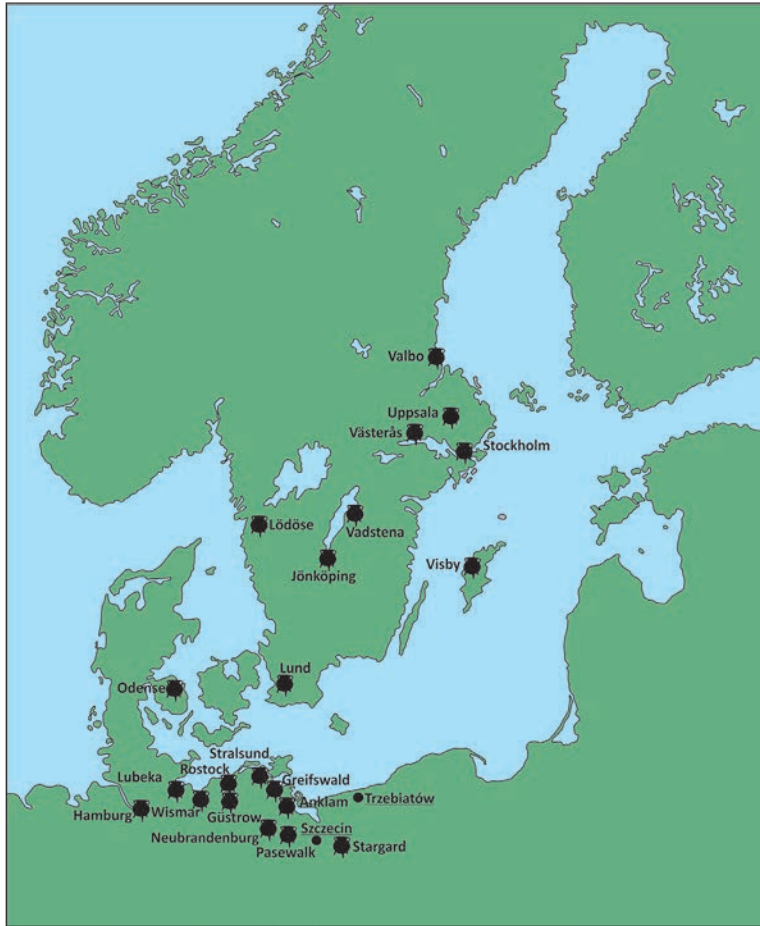 Valbo
Uppsala
Västerås
Stockholm
Lödöse
Vadstena
Jönköping
Visby
Lund
Odense
Stralsund
Rostock
Lubeka
Greifswald
Hamburg
Wismar
Güstrow
Anklam
Trzebiatów
Neubrandenburg
Szczecin
Pasewalk
Stargard